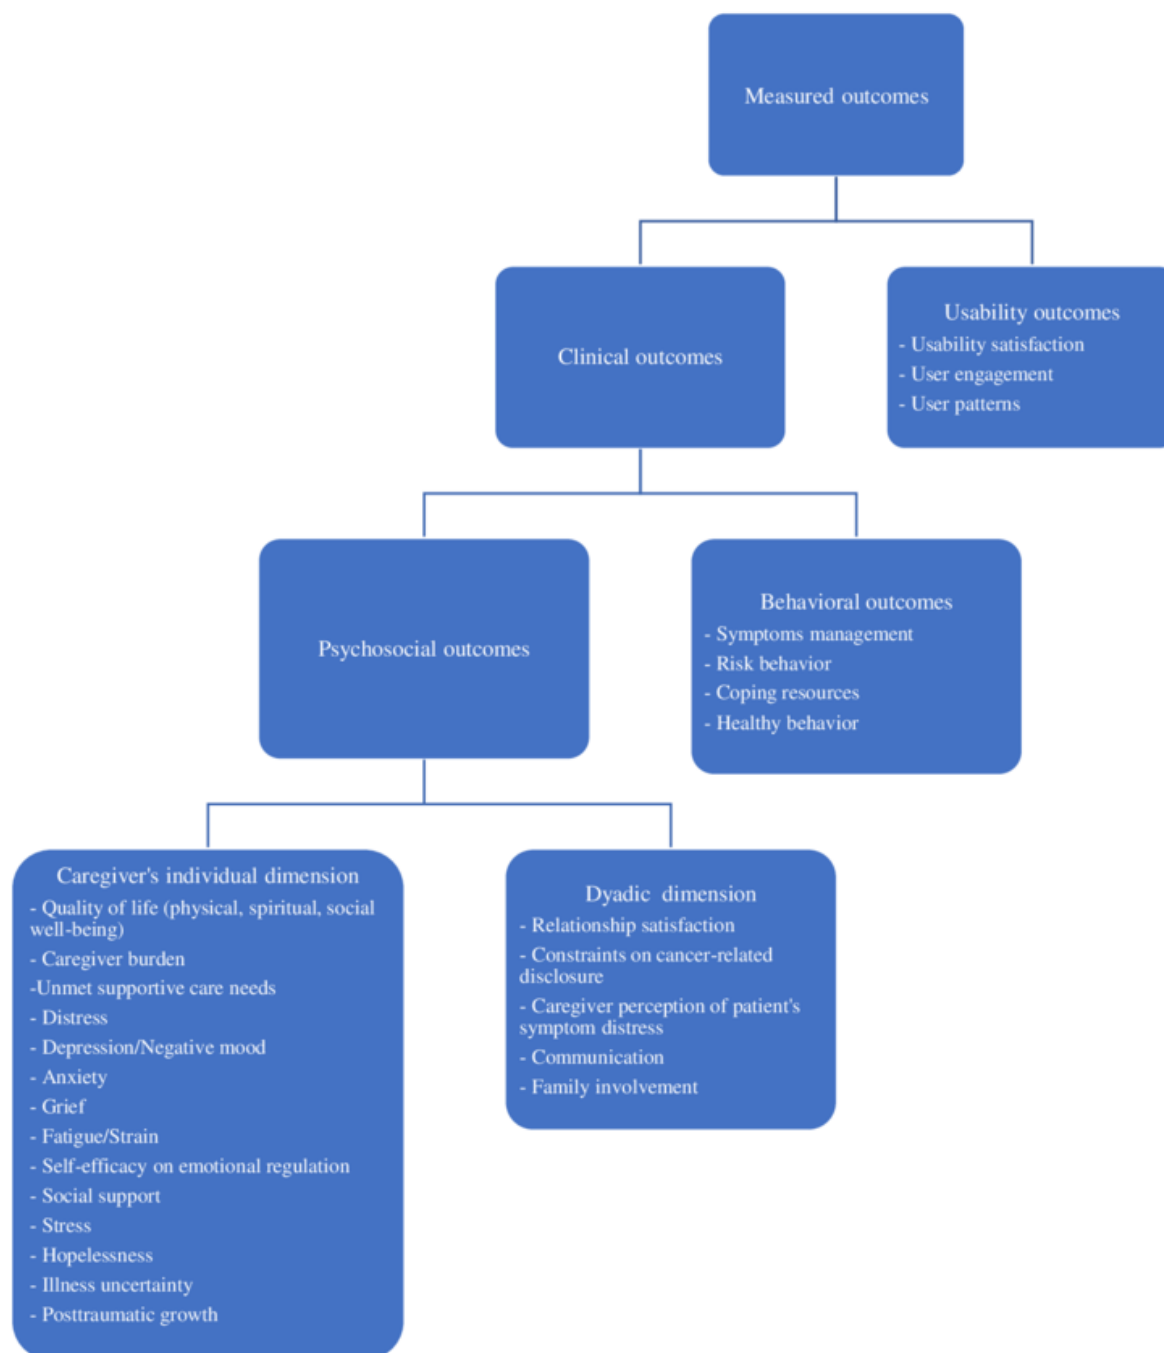 Measured outcomes
Clinical outcomes
Usability outcomes
- Usability satisfaction
- User engagement
- User patterns
Psychosocial outcomes
Behavioral outcomes
- Symptoms management
- Risk behavior
- Coping resources
- Healthy behavior
Caregiver's individual dimension
- Quality of life (physical, spiritual, social
well-being)
- Caregiver burden
-Unmet supportive care needs
- Distress
- Depression/Negative mood
- Anxiety
- Grief
- Fatigue/Strain
- Self-efficacy on emotional regulation
- Social support
- Stress
- Hopelessness
- Illness uncertainty
- Posttraumatic growth
Dyadic dimension
- Relationship satisfaction
- Constraints on cancer-related
disclosure
- Caregiver perception of patient's
symptom distress
- Communication
- Family involvement